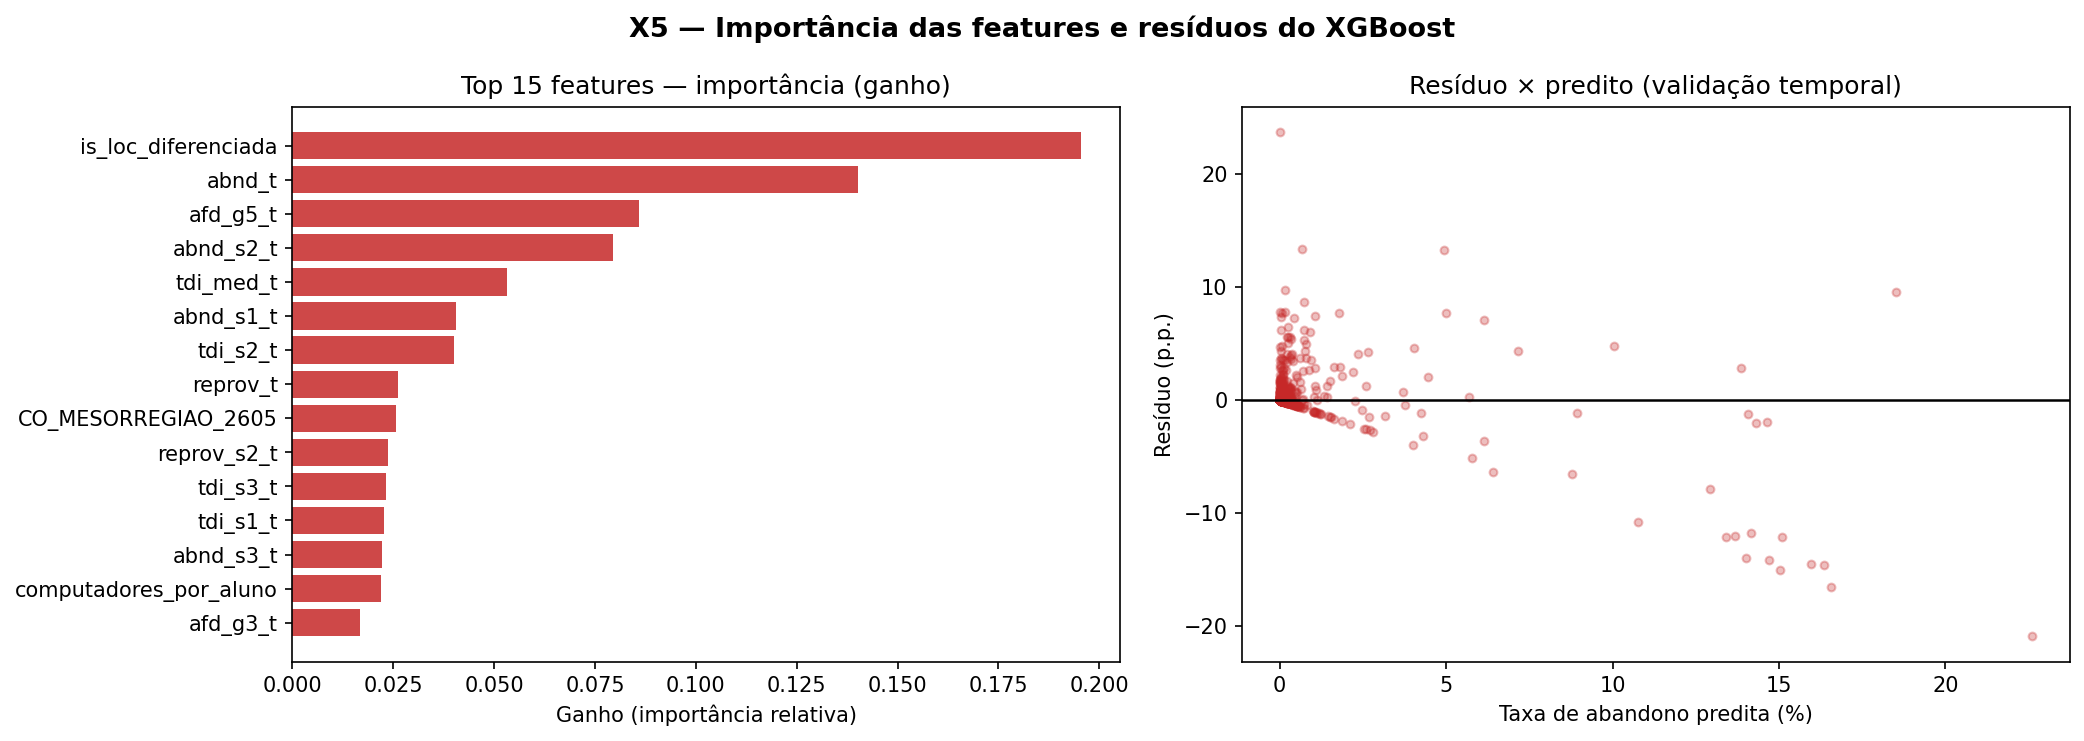 X5 — Importância das features e resíduos do XGBoost
Top 15 features — importância (ganho)
is_loc_diferenciada
abnd_t
afd_g5_t
abnd_s2_t
tdi_med_t
abnd_s1_t
tdi_s2_t
reprov_t
CO_MESORREGIAO_2605
reprov_s2_t
tdi_s3_t
tdi_s1_t
abnd_s3_t
computadores_por_aluno
afd_g3_t
0.000 0.025 0.050 0.075 0.100 0.125 0.150 0.175 0.200
Ganho (importância relativa)
Resíduo × predito (validação temporal)
Resíduo (p.p.)
20
10
0
−10
−20
0 5 10 15 20
Taxa de abandono predita (%)